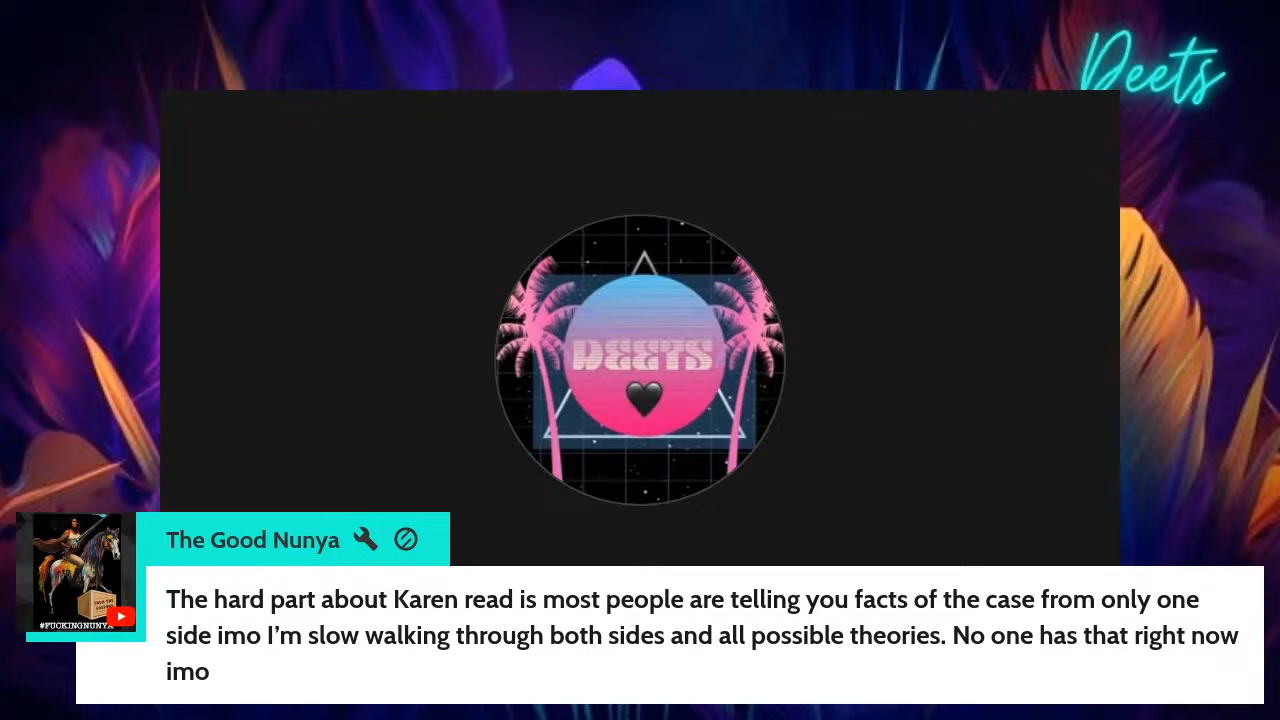 Deets
DEETS
The Good Nunya
#FUCKINGNUNYA
The hard part about Karen read is most people are telling you facts of the case from only one
side imo I’m slow walking through both sides and all possible theories. No one has that right now
imo